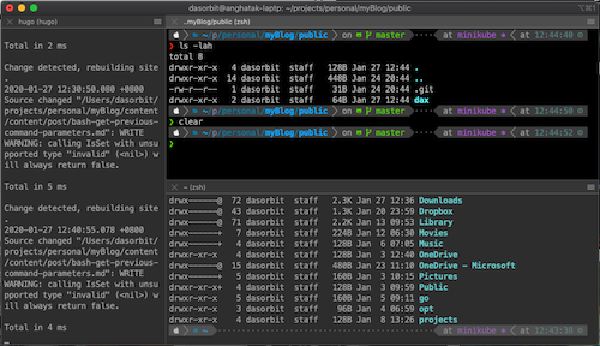 dasorbit@anghatak-laptp: ~/projects/personal/myBlog/public
hugo (hugo)
Total in 2 ms
Change detected, rebuilding site
.
2020-01-27 12:30:50.000 +0000
Source changed "/Users/dasorbit/
projects/personal/myBlog/content
/content/post/bash-get-previous-
command-parameters.md": WRITE
WARNING: calling IsSet with unsu
pported type "invalid" (<nil>) w
ill always return false.
Total in 5 ms
Change detected, rebuilding site
.
2020-01-27 12:40:55.078 +0000
Source changed "/Users/dasorbit/
projects/personal/myBlog/content
/content/post/bash-get-previous-
command-parameters.md": WRITE
WARNING: calling IsSet with unsu
pported type "invalid" (<nil>) w
ill always return false.
Total in 4 ms
..myBlog/public (zsh)
~/p/personal/myBlog/public on master at minikube at 12:44:40
❯ ls -lah
total 8
drwxr-xr-x 4 dasorbit staff 128B Jan 27 12:44 .
drwxr-xr-x 14 dasorbit staff 448B Jan 27 12:44 ..
-rw-r--r-- 1 dasorbit staff 31B Jan 24 20:44 .git
drwxr-xr-x 2 dasorbit staff 64B Jan 27 12:44 dax
~/p/personal/myBlog/public on master at minikube at 12:44:50
❯ clear
~/p/personal/myBlog/public on master at minikube at 12:44:52
❯
~ (zsh)
drwx------@ 72 dasorbit staff 2.3K Jan 27 12:36 Downloads
drwx------@ 43 dasorbit staff 1.3K Jan 20 23:59 Dropbox
drwx------@ 71 dasorbit staff 2.2K Jan 13 09:53 Library
drwx------+ 7 dasorbit staff 224B Jan 12 06:30 Movies
drwx------+ 4 dasorbit staff 128B Jan 6 07:05 Music
drwxr-xr-x 4 dasorbit staff 128B Jan 3 12:40 OneDrive
drwx------@ 15 dasorbit staff 480B Jan 23 11:10 OneDrive - Microsoft
drwx------+ 5 dasorbit staff 160B Jan 3 10:15 Pictures
drwxr-xr-x+ 4 dasorbit staff 128B Jan 3 09:59 Public
drwxr-xr-x 5 dasorbit staff 160B Jan 5 09:11 go
drwxr-xr-x 3 dasorbit staff 96B Jan 4 06:59 opt
drwxr-xr-x 4 dasorbit staff 128B Jan 8 13:26 projects
~ at minikube at 12:43:38